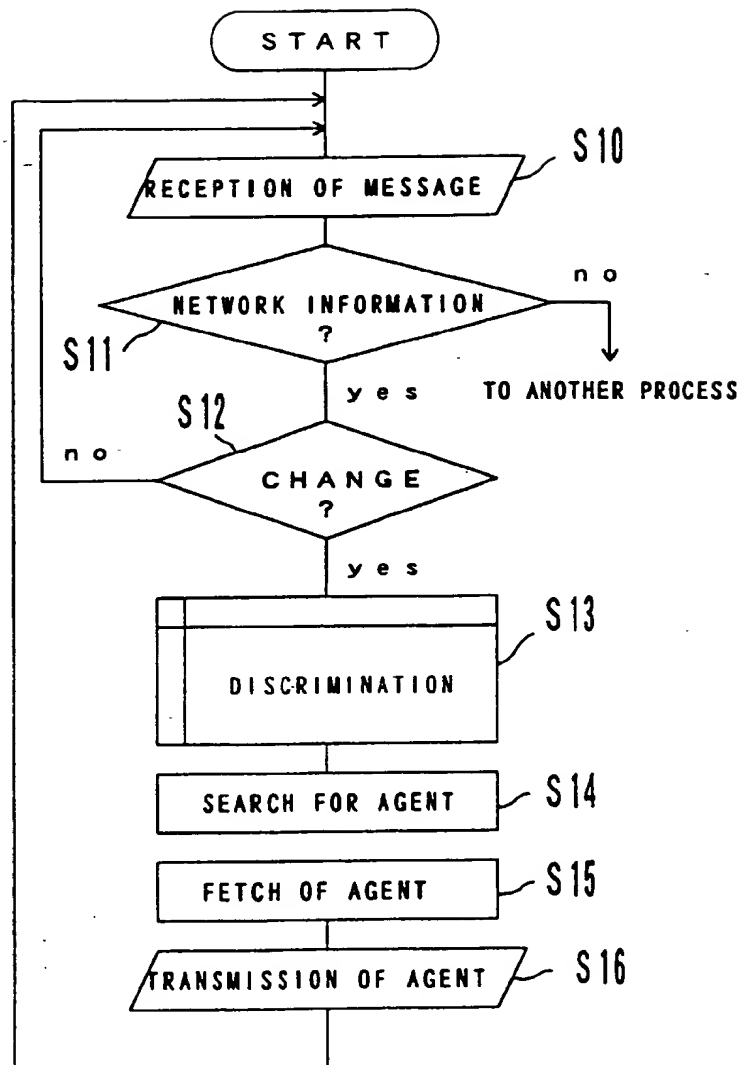 START
S10
RECEPTION OF MESSAGE
no
NETWORK INFORMATION
?
S11
yes
TO ANOTHER PROCESS
S12
no
CHANGE
?
yes
S13
DISCRIMINATION
SEARCH FOR AGENT
S14
FETCH OF AGENT
S15
TRANSMISSION OF AGENT
S16